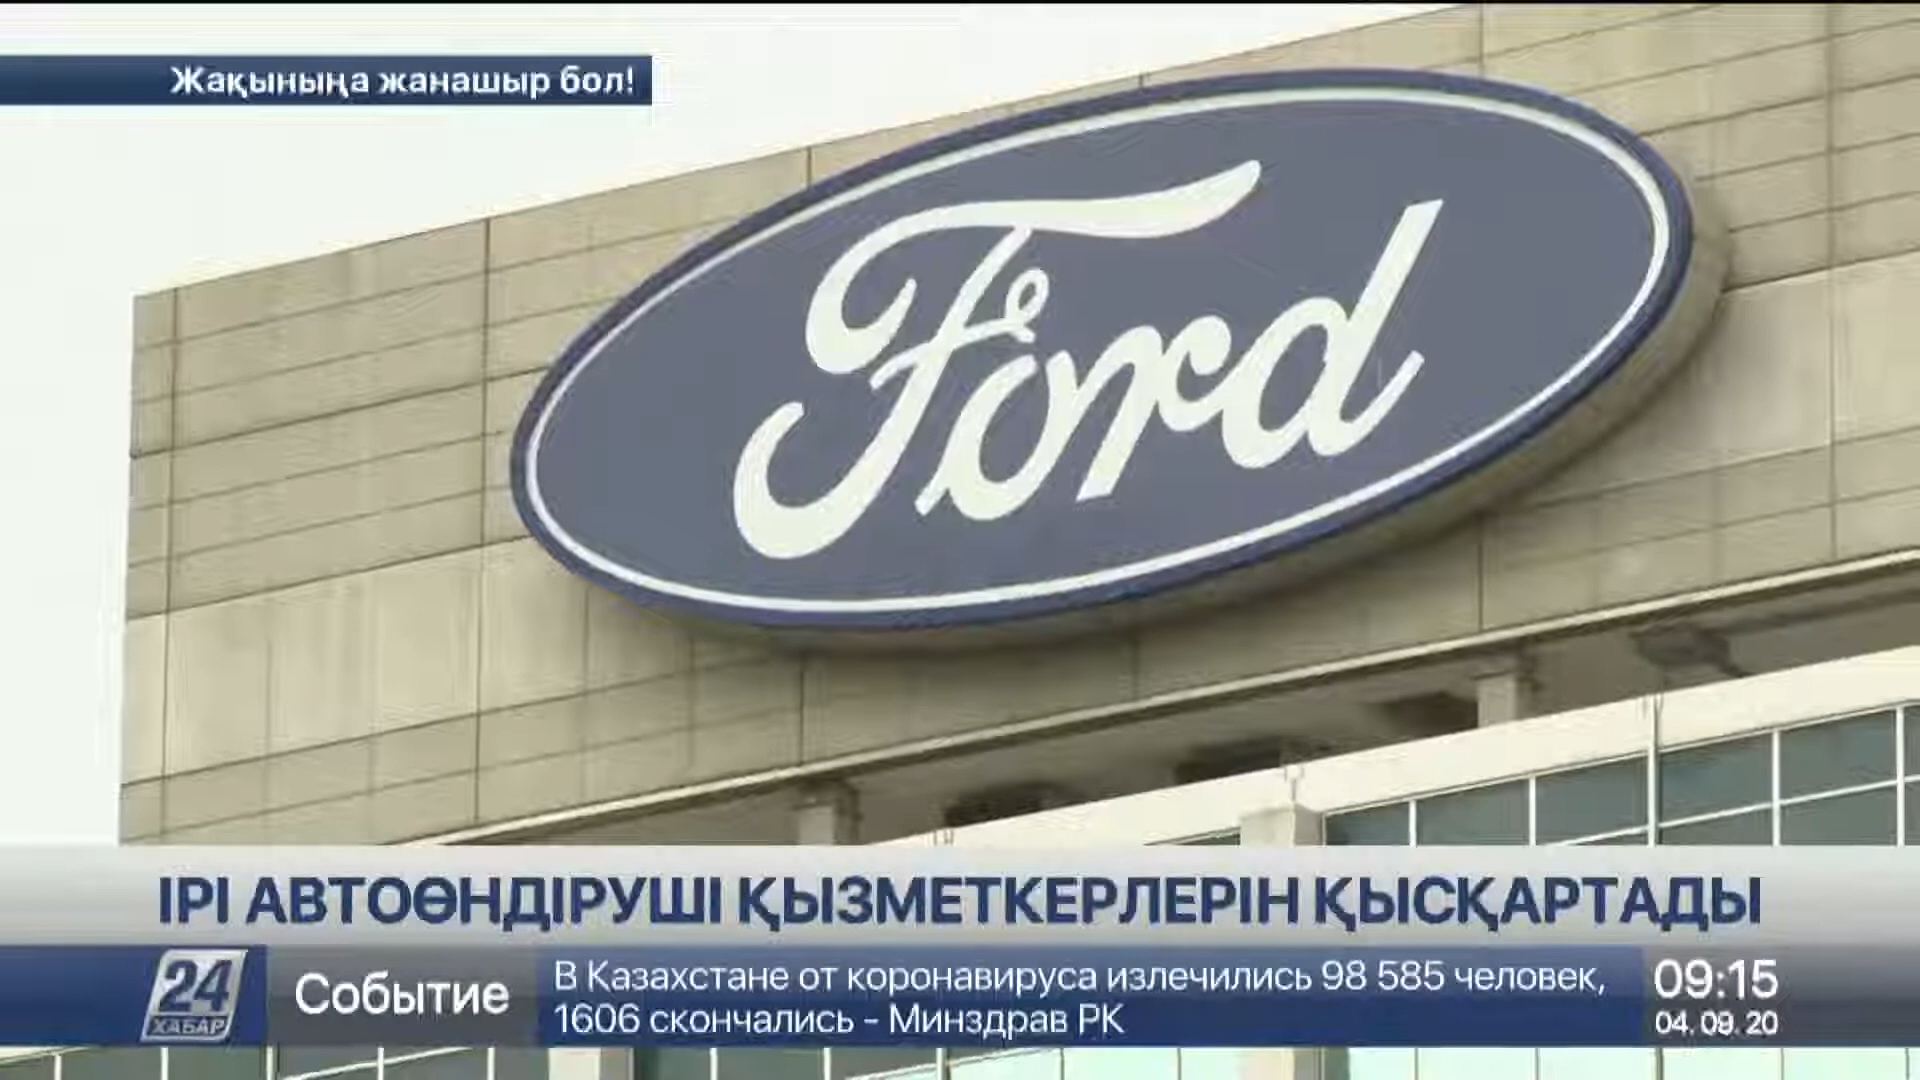 Жақыныңа жанашыр бол!
Ford
ІРІ АВТОӨНДІРУШІ ҚЫЗМЕТКЕРЛЕРІН ҚЫСҚАРТАДЫ
24
ХАБАР
Событие
В Казахстане от коронавируса излечились 98 585 человек,
1606 скончались - Минздрав РК
09:15
04. 09. 20